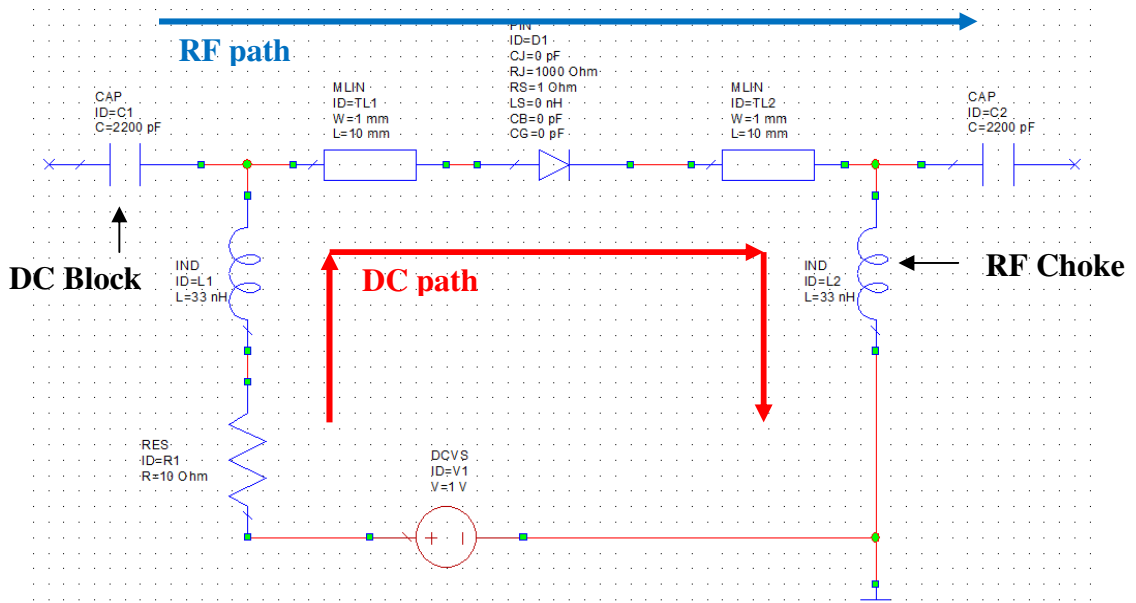 RF path
PIN
ID=D1
CJ=0 pF
RJ=1000 Ohm
RS=1 Ohm
LS=0 nH
CB=0 pF
CG=0 pF
CAP
ID=C1
C=2200 pF
MLIN
ID=TL1
W=1 mm
L=10 mm
MLIN
ID=TL2
W=1 mm
L=10 mm
CAP
ID=C2
C=2200 pF
DC Block
IND
ID=L1
L=33 nH
DC path
IND
ID=L2
L=33 nH
RF Choke
RES
ID=R1
R=10 Ohm
DCVS
ID=V1
V=1 V
+ -